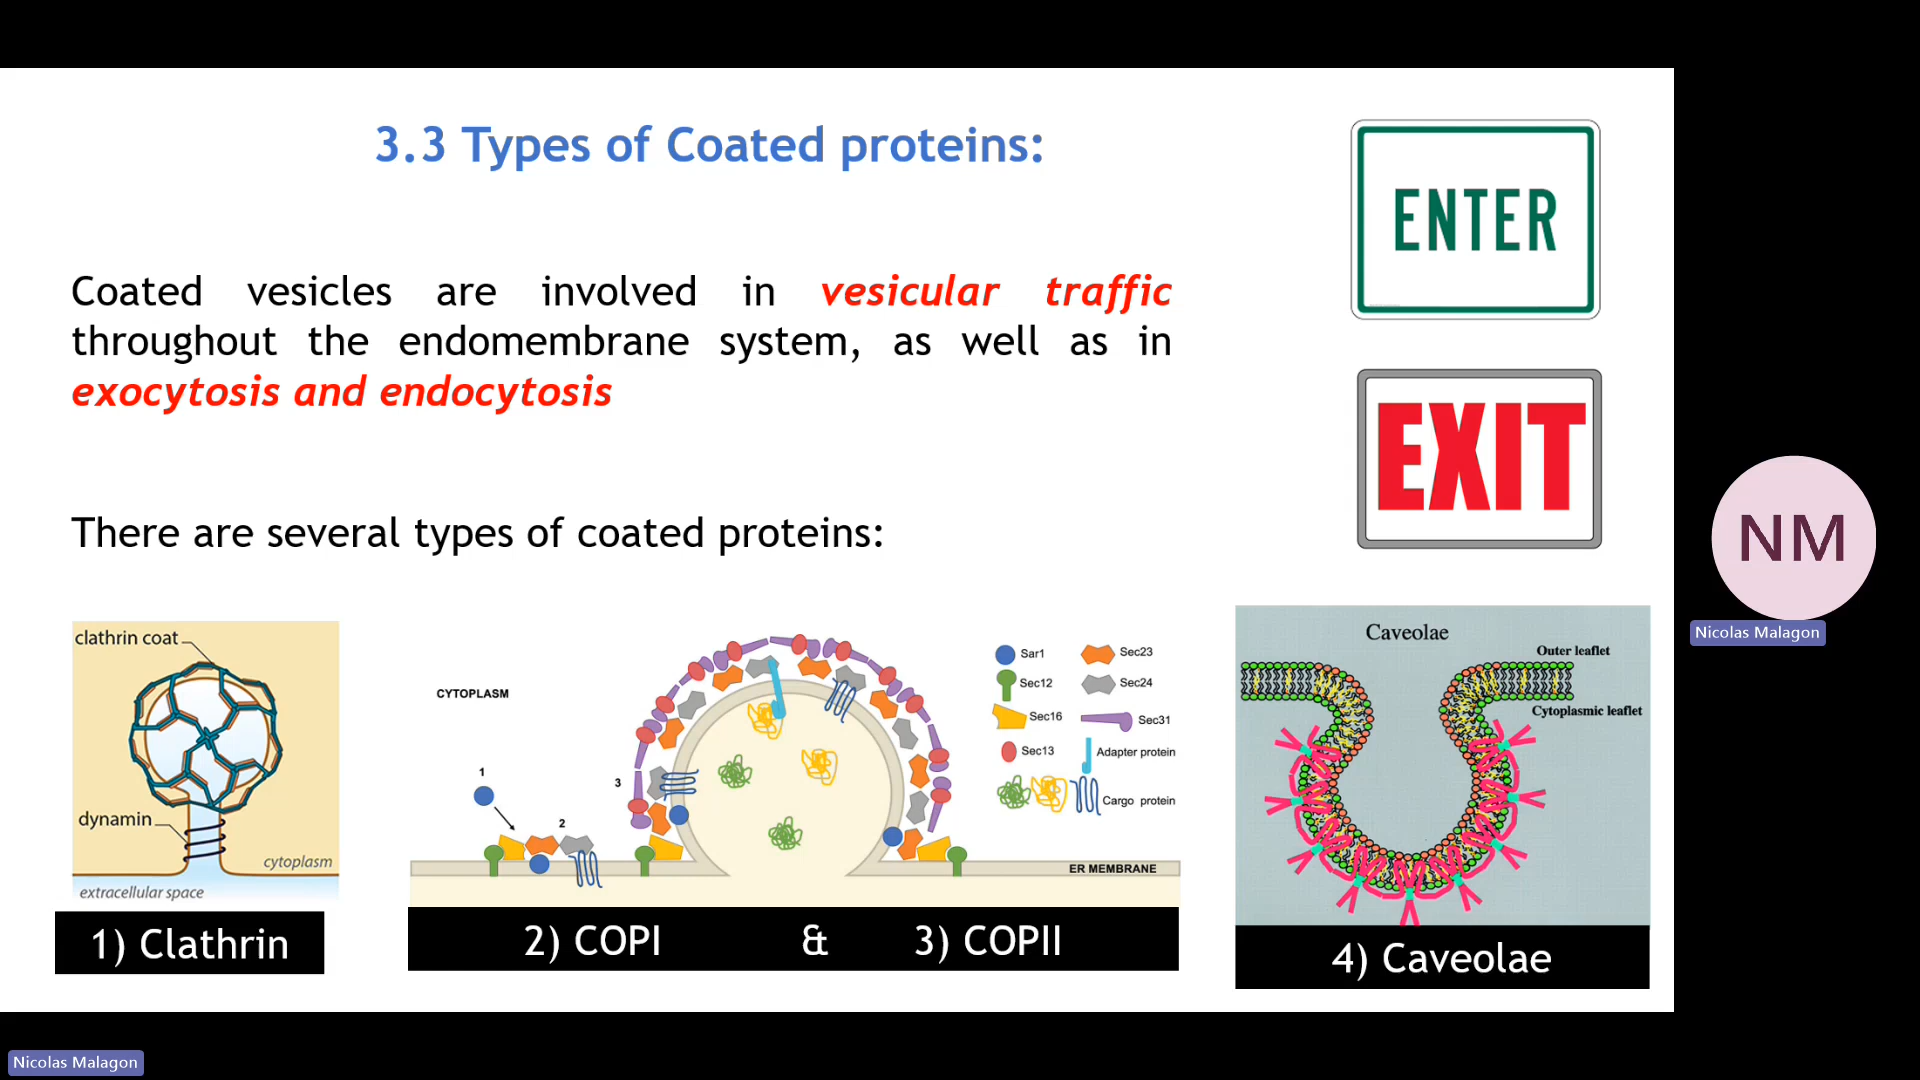 3.3 Types of Coated proteins:
ENTER
Coated vesicles are involved in vesicular traffic
throughout the endomembrane system, as well as in
exocytosis and endocytosis
EXIT
There are several types of coated proteins:
NM
Nicolas Malagon
clathrin coat
dynamin
cytoplasm
extracellular space
1) Clathrin
CYTOPLASM
1
2
3
Sar1
Sec23
Sec12
Sec24
Sec16
Sec31
Sec13
Adapter protein
Cargo protein
ER MEMBRANE
2) COPI & 3) COPII
Caveolae
Outer leaflet
Cytoplasmic leaflet
4) Caveolae
Nicolas Malagon